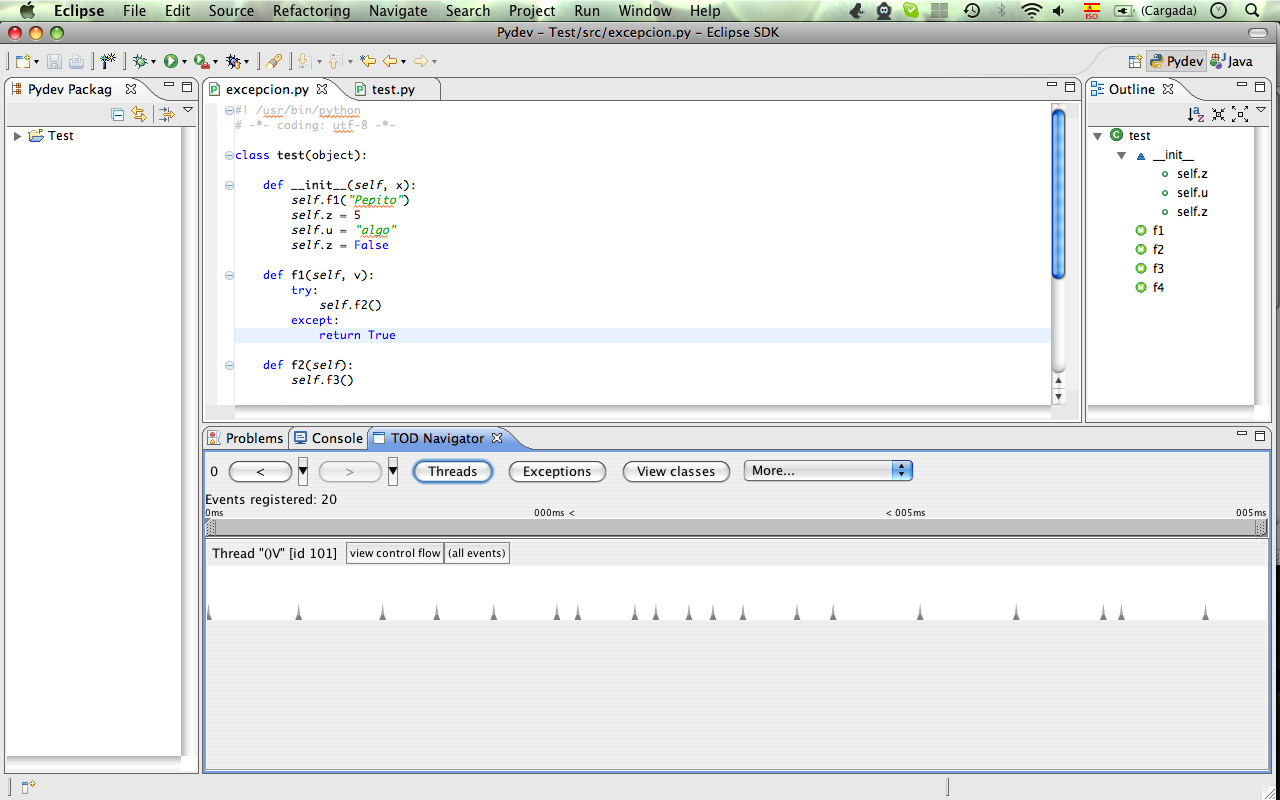 Eclipse File Edit Source Refactoring Navigate Search Project Run Window Help ISO (Cargada)
Pydev – Test/src/excepcion.py – Eclipse SDK
Pydev Java
Pydev Packag
Test
excepcion.py test.py
#! /usr/bin/python
# -*- coding: utf-8 -*-
class test(object):
def __init__(self, x):
self.f1("Pepito")
self.z = 5
self.u = "algo"
self.z = False
def f1(self, v):
try:
self.f2()
except:
return True
def f2(self):
self.f3()
Outline
test
__init__
self.z
self.u
self.z
f1
f2
f3
f4
Problems Console TOD Navigator
0 < > Threads Exceptions View classes More...
Events registered: 20
0ms 000ms < < 005ms 005ms
Thread "()V" [id 101] view control flow (all events)